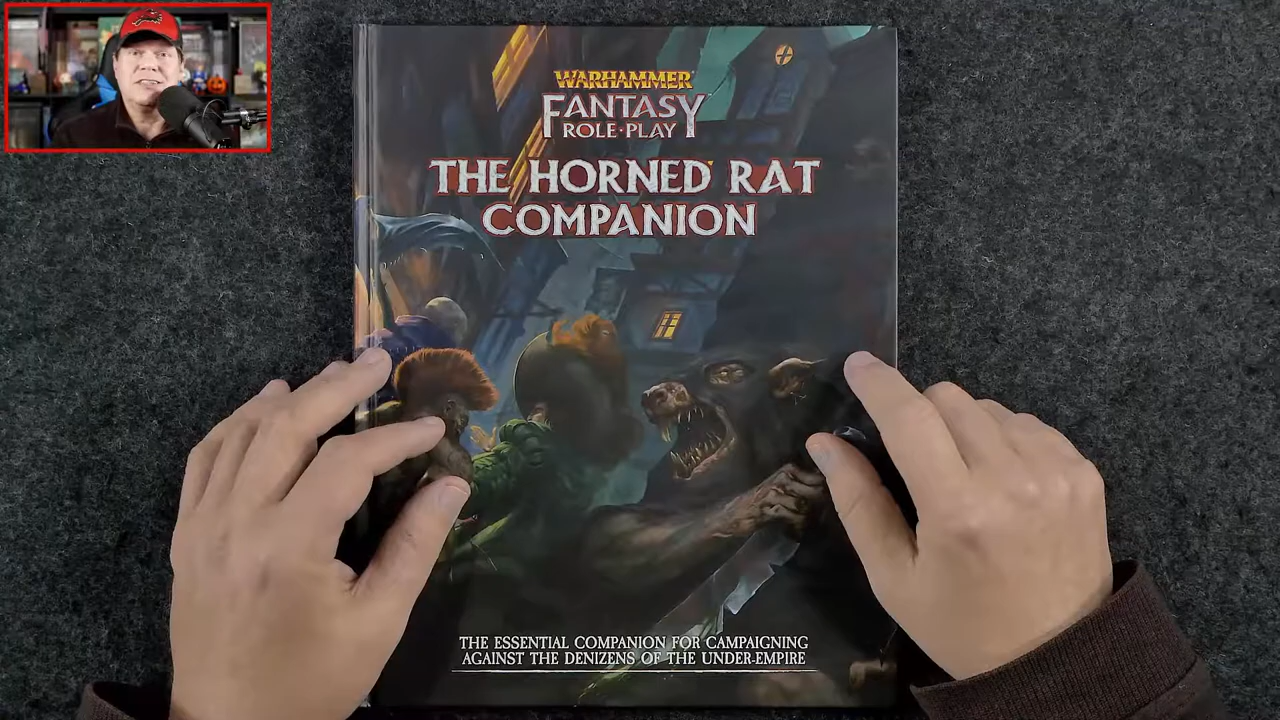 WARHAMMER
FANTASY
ROLE·PLAY
THE HORNED RAT
COMPANION
THE ESSENTIAL COMPANION FOR CAMPAIGNING
AGAINST THE DENIZENS OF THE UNDER-EMPIRE